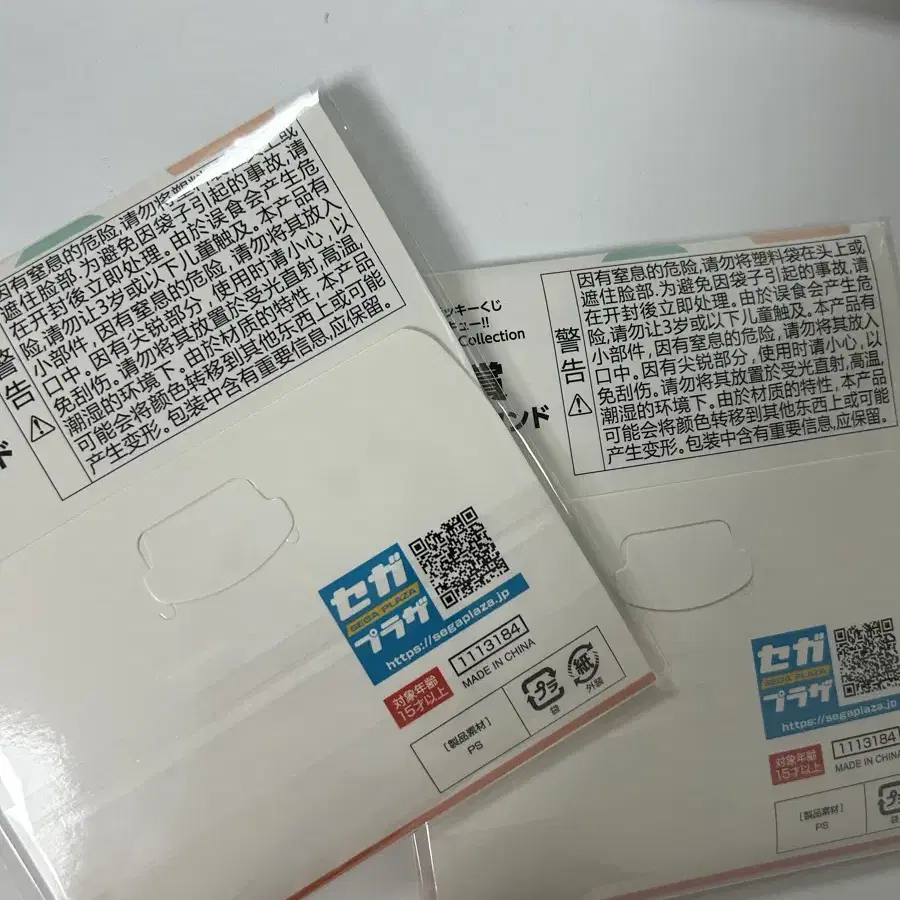 警告
因有窒息的危险,请勿将塑料袋在头上或
遮住脸部.为避免因袋子引起的事故,请
在开封後立即处理.由於误食会产生危
险,请勿让3岁或以下儿童触及.本产品有
小部件,因有窒息的危险,请勿将其放入
口中.因有尖锐部分,使用时请小心,以
免刮伤.请勿将其放置於受光直射,高温,
潮湿的环境下.由於材质的特性,本产品
可能会将颜色转移到其他东西上或可能
产生变形.包装中含有重要信息,应保留.
ド
セガ
SEGA PLAZA
プラザ
https://segaplaza.jp
対象年齢
15才以上
1113184
MADE IN CHINA
[製品素材]
PS
プラ
袋
紙
外装
ッキーくじ
キュー!!
Collection
賞
ンド
警告
因有窒息的危险,请勿将塑料袋在头上或
遮住脸部.为避免因袋子引起的事故,请
在开封後立即处理.由於误食会产生危
险,请勿让3岁或以下儿童触及.本产品有
小部件,因有窒息的危险,请勿将其放入
口中.因有尖锐部分,使用时请小心,以
免刮伤.请勿将其放置於受光直射,高温,
潮湿的环境下.由於材质的特性,本产品
可能会将颜色转移到其他东西上或可能
产生变形.包装中含有重要信息,应保留.
セガ
SEGA PLAZA
プラザ
https://segaplaza.jp
対象年齢
15才以上
1113184
MADE IN CHINA
[製品素材]
PS
プ
袋